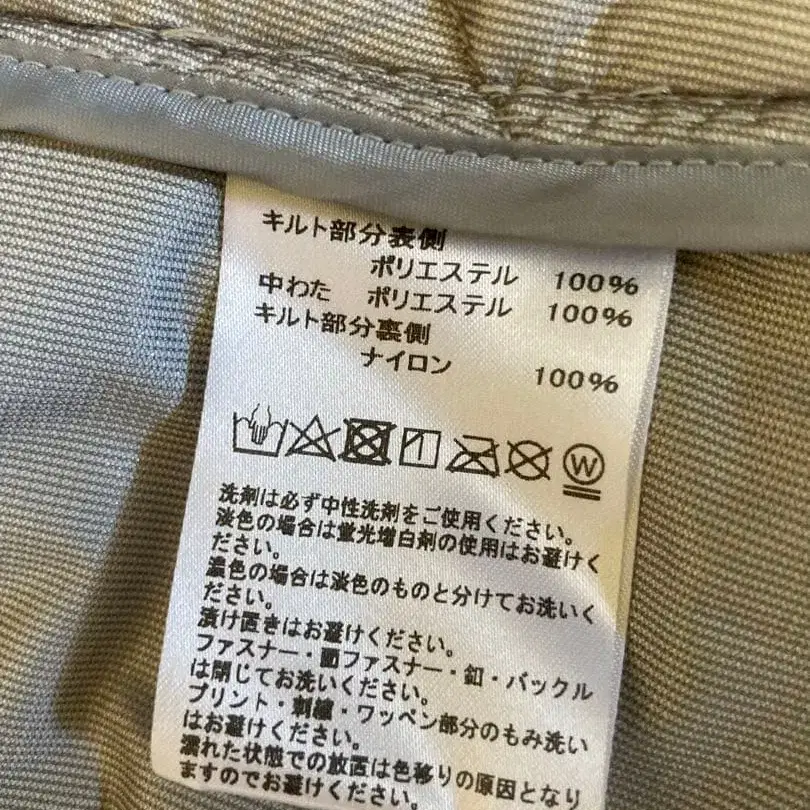 キルト部分表側
ポリエステル 100%
中わた ポリエステル 100%
キルト部分裏側
ナイロン 100%
W
洗剤は必ず中性洗剤をご使用ください。
淡色の場合は蛍光増白剤の使用はお避けく
ださい。
濃色の場合は淡色のものと分けてお洗いく
ださい。
漬け置きはお避けください。
ファスナー・面ファスナー・釦・バックル
は閉じてお洗いください。
プリント・刺繍・ワッペン部分のもみ洗い
はお避けください。
濡れた状態での放置は色移りの原因となり
ますのでお避けください。